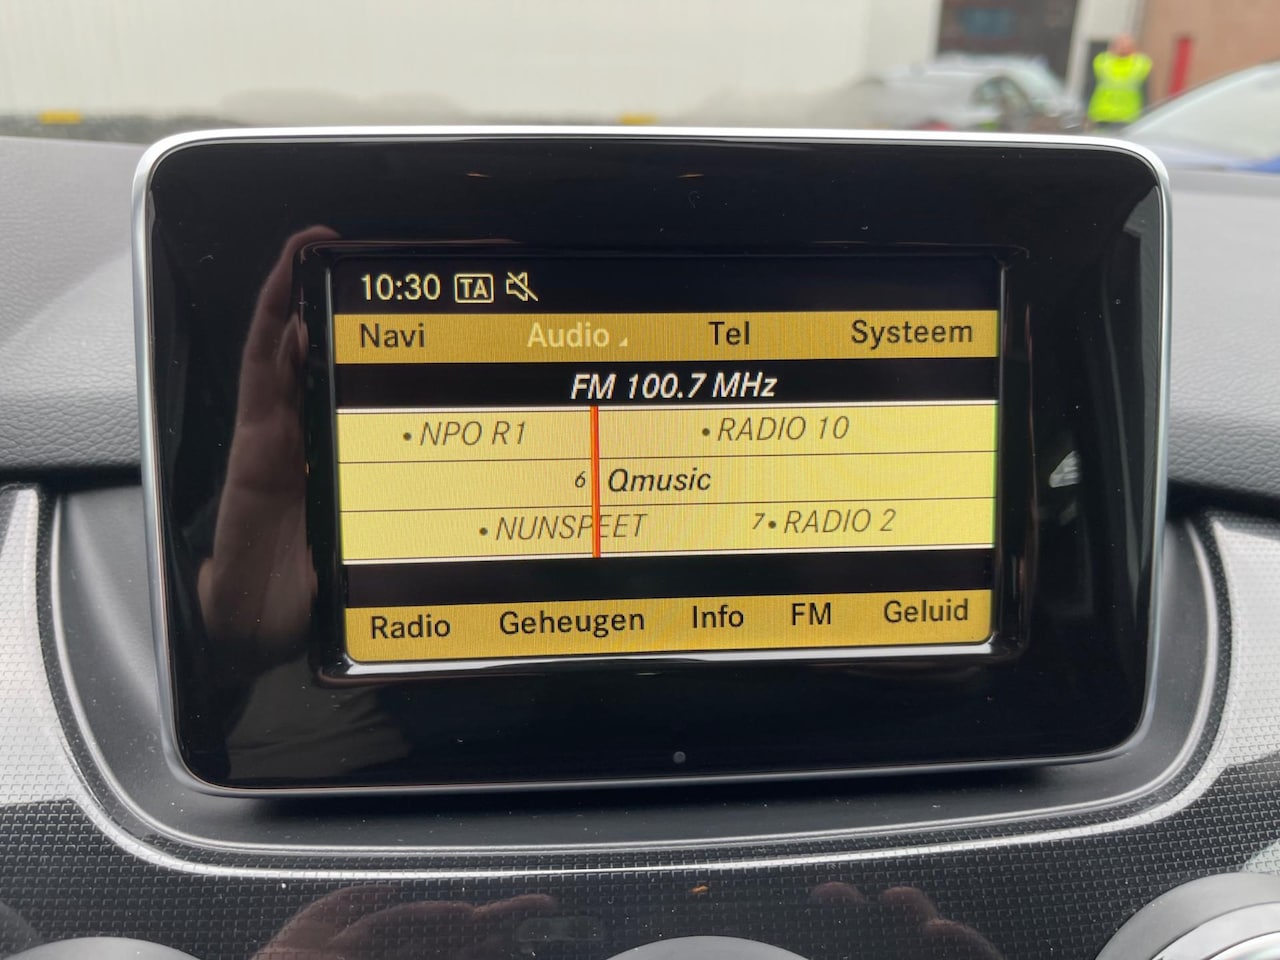 10:30 TA
Navi Audio Tel Systeem
FM 100.7 MHz
•NPO R1 •RADIO 10
6 Qmusic
•NUNSPEET 7•RADIO 2
Radio Geheugen Info FM Geluid